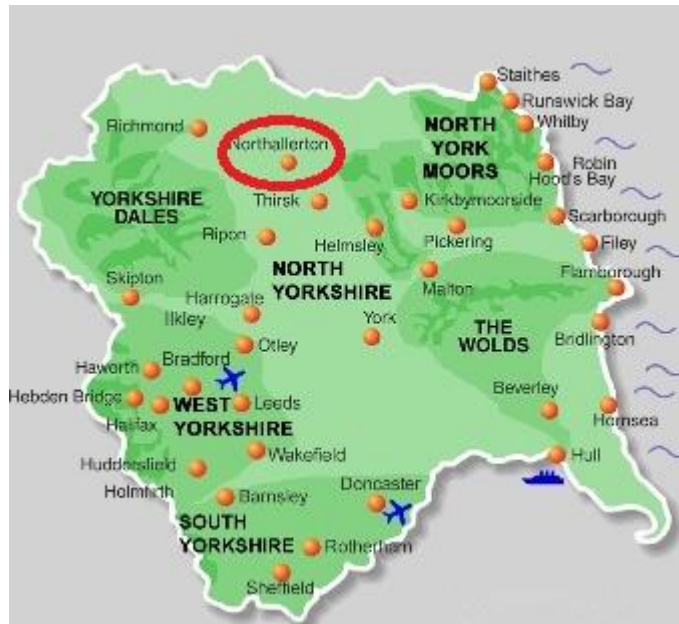 Staithes
Runswick Bay
Whitby
Richmond
Northallerton
NORTH
YORK
MOORS
Robin
Hood's Bay
YORKSHIRE
DALES
Thirsk
Kirkbymoorside
Scarborough
Ripon
Helmsley
Pickering
Filey
NORTH
YORKSHIRE
Skipton
Malton
Flamborough
Harrogate
Ilkley
York
THE
WOLDS
Bridlington
Otley
Haworth
Bradford
Hebden Bridge
WEST
YORKSHIRE
Leeds
Beverley
Hornsea
Halifax
Wakefield
Hull
Huddersfield
Holmfirth
Barnsley
Doncaster
SOUTH
YORKSHIRE
Rotherham
Sheffield